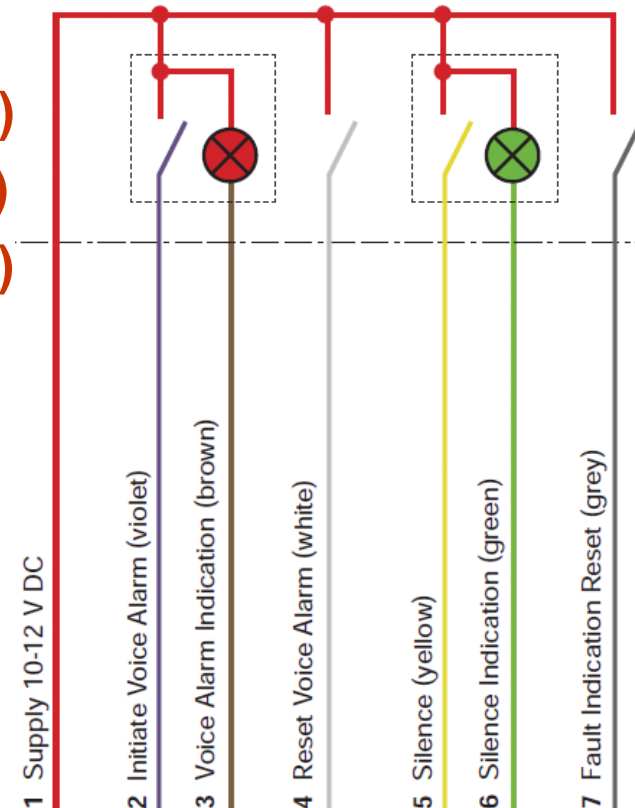 )
)
)
1 Supply 10-12 V DC
2 Initiate Voice Alarm (violet)
3 Voice Alarm Indication (brown)
4 Reset Voice Alarm (white)
5 Silence (yellow)
6 Silence Indication (green)
7 Fault Indication Reset (grey)